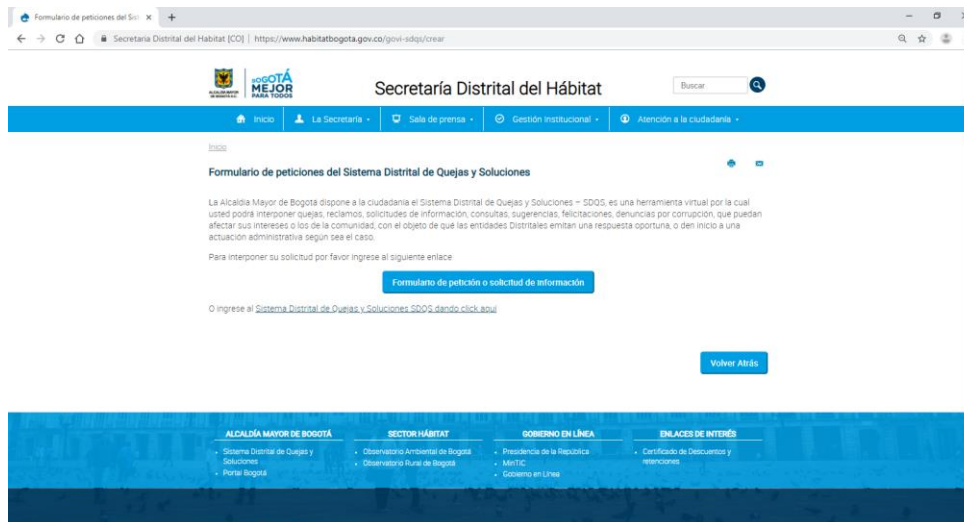 Formulario de peticiones del Sis
Secretaria Distrital del Habitat [CO] | https://www.habitatbogota.gov.co/govi-sdqs/crear
ALCALDÍA MAYOR
DE BOGOTÁ D.C.
BOGOTÁ
MEJOR
PARA TODOS
Secretaría Distrital del Hábitat
Buscar
Inicio
La Secretaría
Sala de prensa
Gestión Institucional
Atención a la ciudadanía
Inicio
Formulario de peticiones del Sistema Distrital de Quejas y Soluciones
La Alcaldía Mayor de Bogotá dispone a la ciudadanía el Sistema Distrital de Quejas y Soluciones – SDQS, es una herramienta virtual por la cual
usted podrá interponer quejas, reclamos, solicitudes de información, consultas, sugerencias, felicitaciones, denuncias por corrupción, que puedan
afectar sus intereses o los de la comunidad, con el objeto de que las entidades Distritales emitan una respuesta oportuna, o den inicio a una
actuación administrativa según sea el caso.
Para interponer su solicitud por favor ingrese al siguiente enlace
Formulario de petición o solicitud de información
O ingrese al Sistema Distrital de Quejas y Soluciones SDQS dando click aquí
Volver Atrás
ALCALDÍA MAYOR DE BOGOTÁ
Sistema Distrital de Quejas y
Soluciones
Portal Bogotá
SECTOR HÁBITAT
Observatorio Ambiental de Bogotá
Observatorio Rural de Bogotá
GOBIERNO EN LÍNEA
Presidencia de la República
MinTIC
Gobierno en Línea
ENLACES DE INTERÉS
Certificado de Descuentos y
retenciones